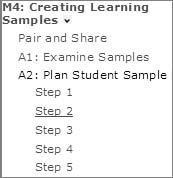 M4: Creating Learning
Samples
Pair and Share
A1: Examine Samples
A2: Plan Student Sample
Step 1
Step 2
Step 3
Step 4
Step 5